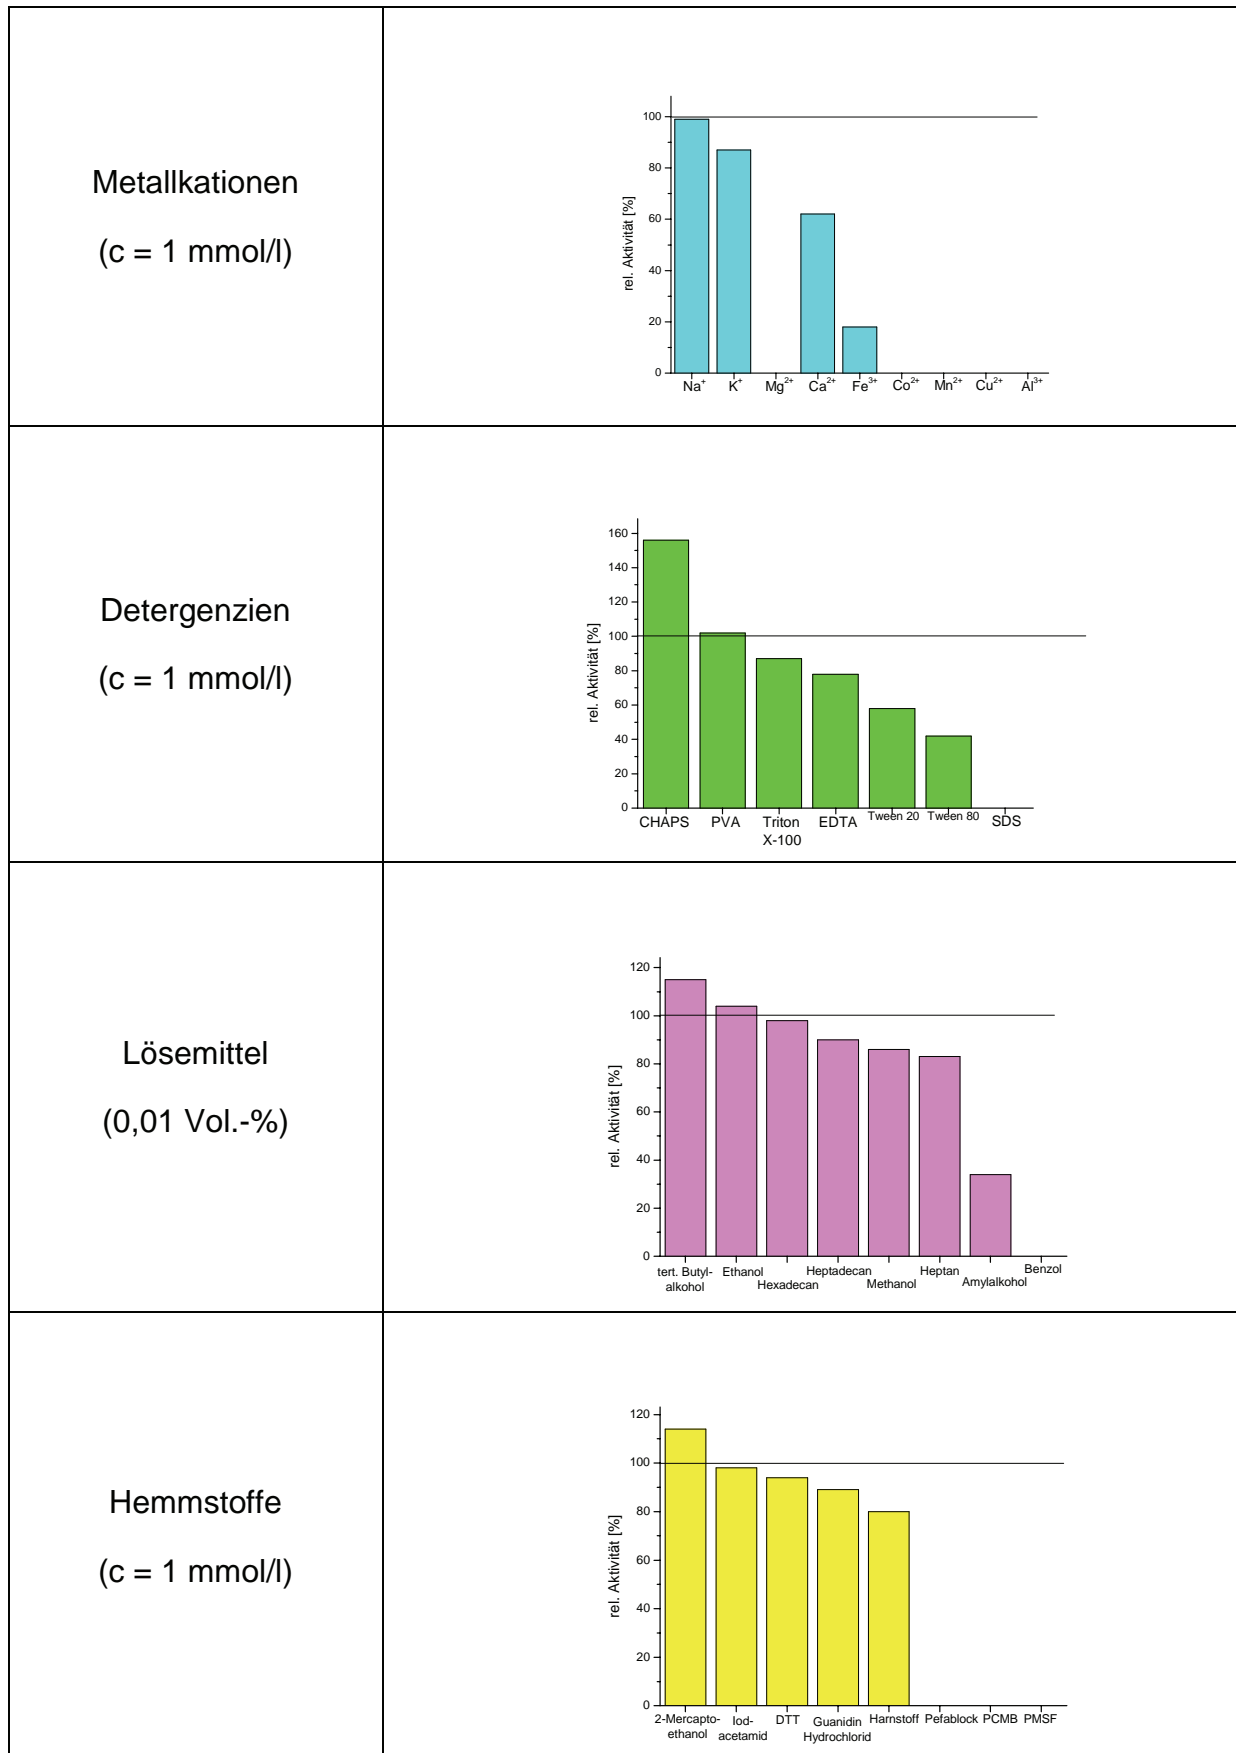 Metallkationen
(c = 1 mmol/l)
rel. Aktivität [%]
100
80
60
40
20
0
Na+ K+ Mg2+ Ca2+ Fe3+ Co2+ Mn2+ Cu2+ Al3+
Detergenzien
(c = 1 mmol/l)
rel. Aktivität [%]
160
140
120
100
80
60
40
20
0
CHAPS PVA Triton EDTA Tween 20 Tween 80 SDS
X-100
Lösemittel
(0,01 Vol.-%)
rel. Aktivität [%]
120
100
80
60
40
20
0
tert. Butyl- Ethanol Heptadecan Heptan Benzol
alkohol Hexadecan Methanol Amylalkohol
Hemmstoffe
(c = 1 mmol/l)
rel. Aktivität [%]
120
100
80
60
40
20
0
2-Mercapto- Iod- DTT Guanidin Harnstoff Pefablock PCMB PMSF
ethanol acetamid Hydrochlorid